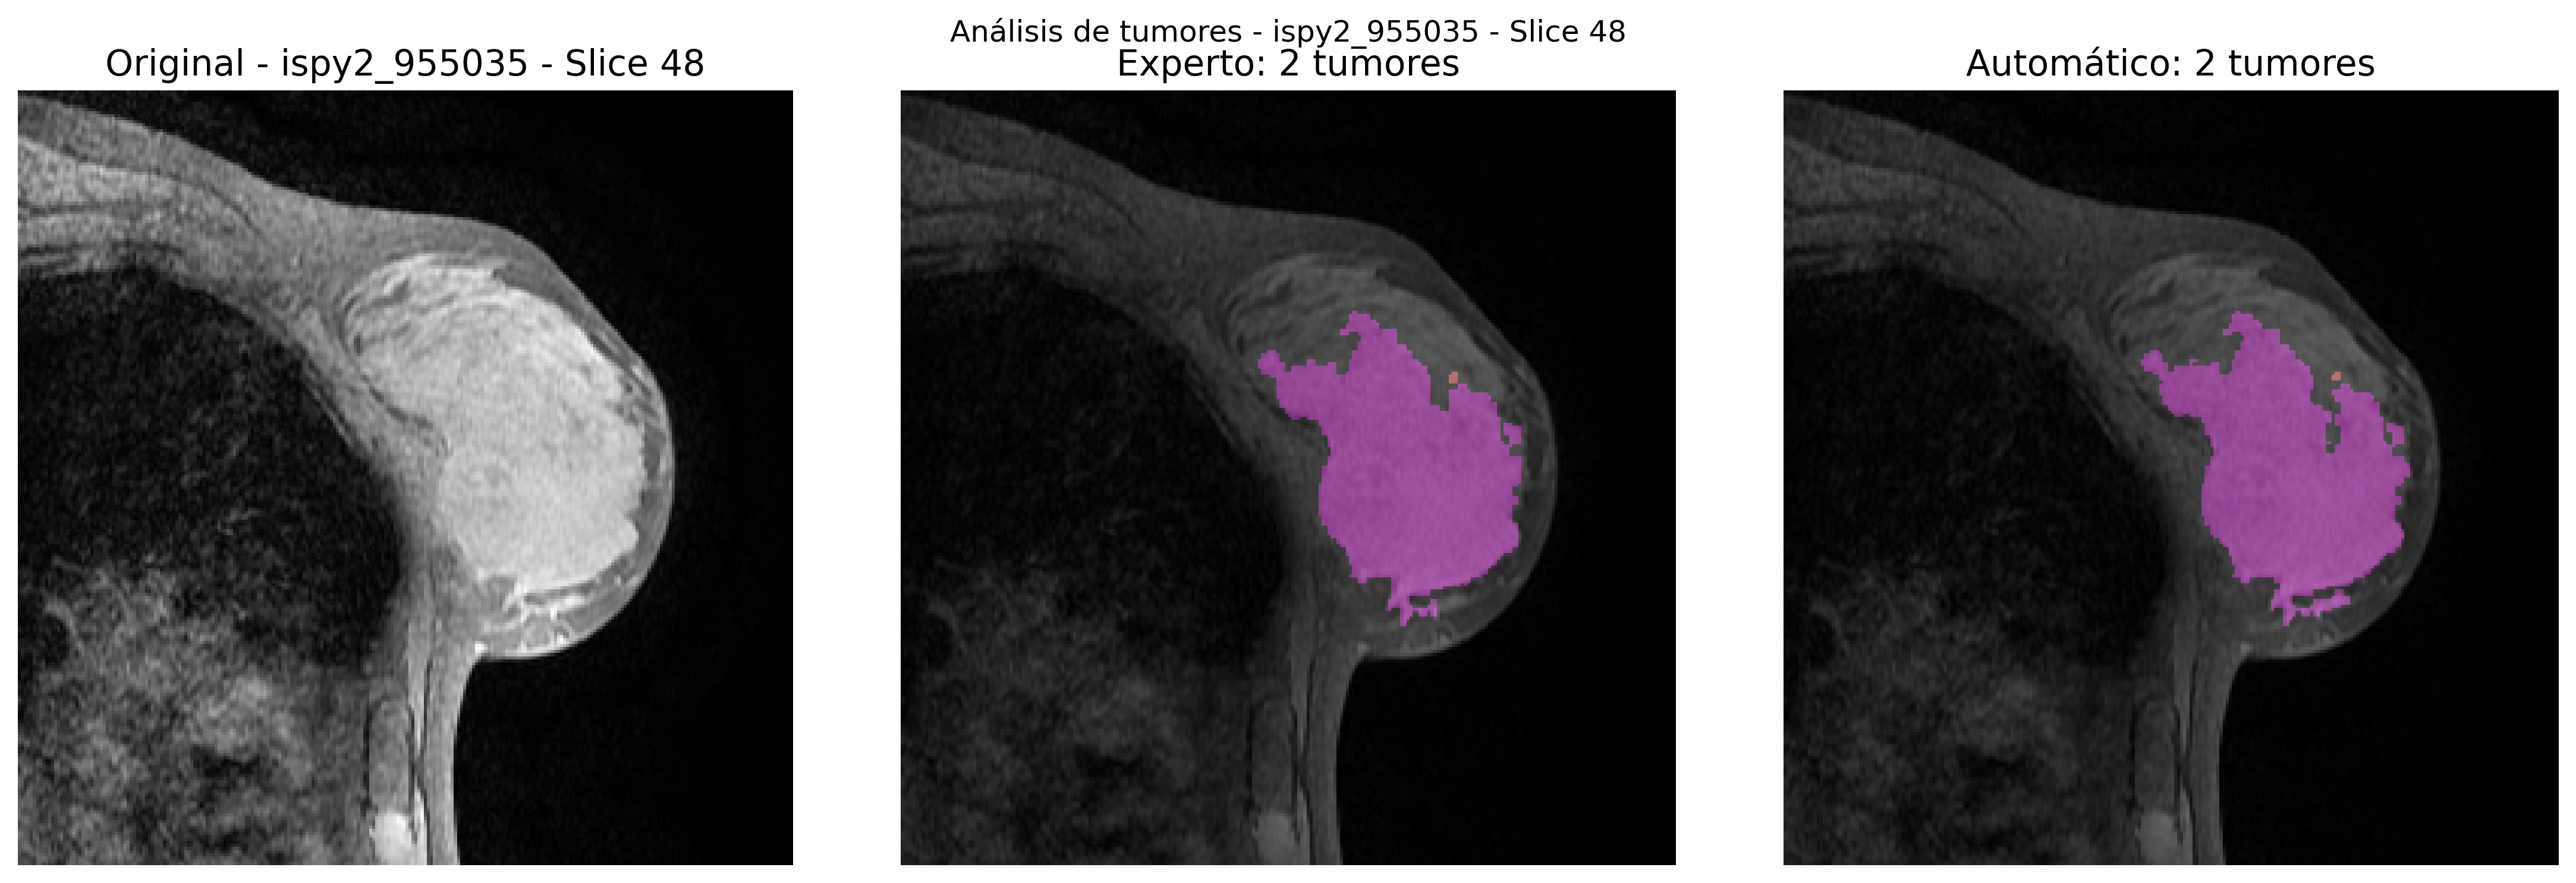 Análisis de tumores - ispy2_955035 - Slice 48
Original - ispy2_955035 - Slice 48
Experto: 2 tumores
Automático: 2 tumores